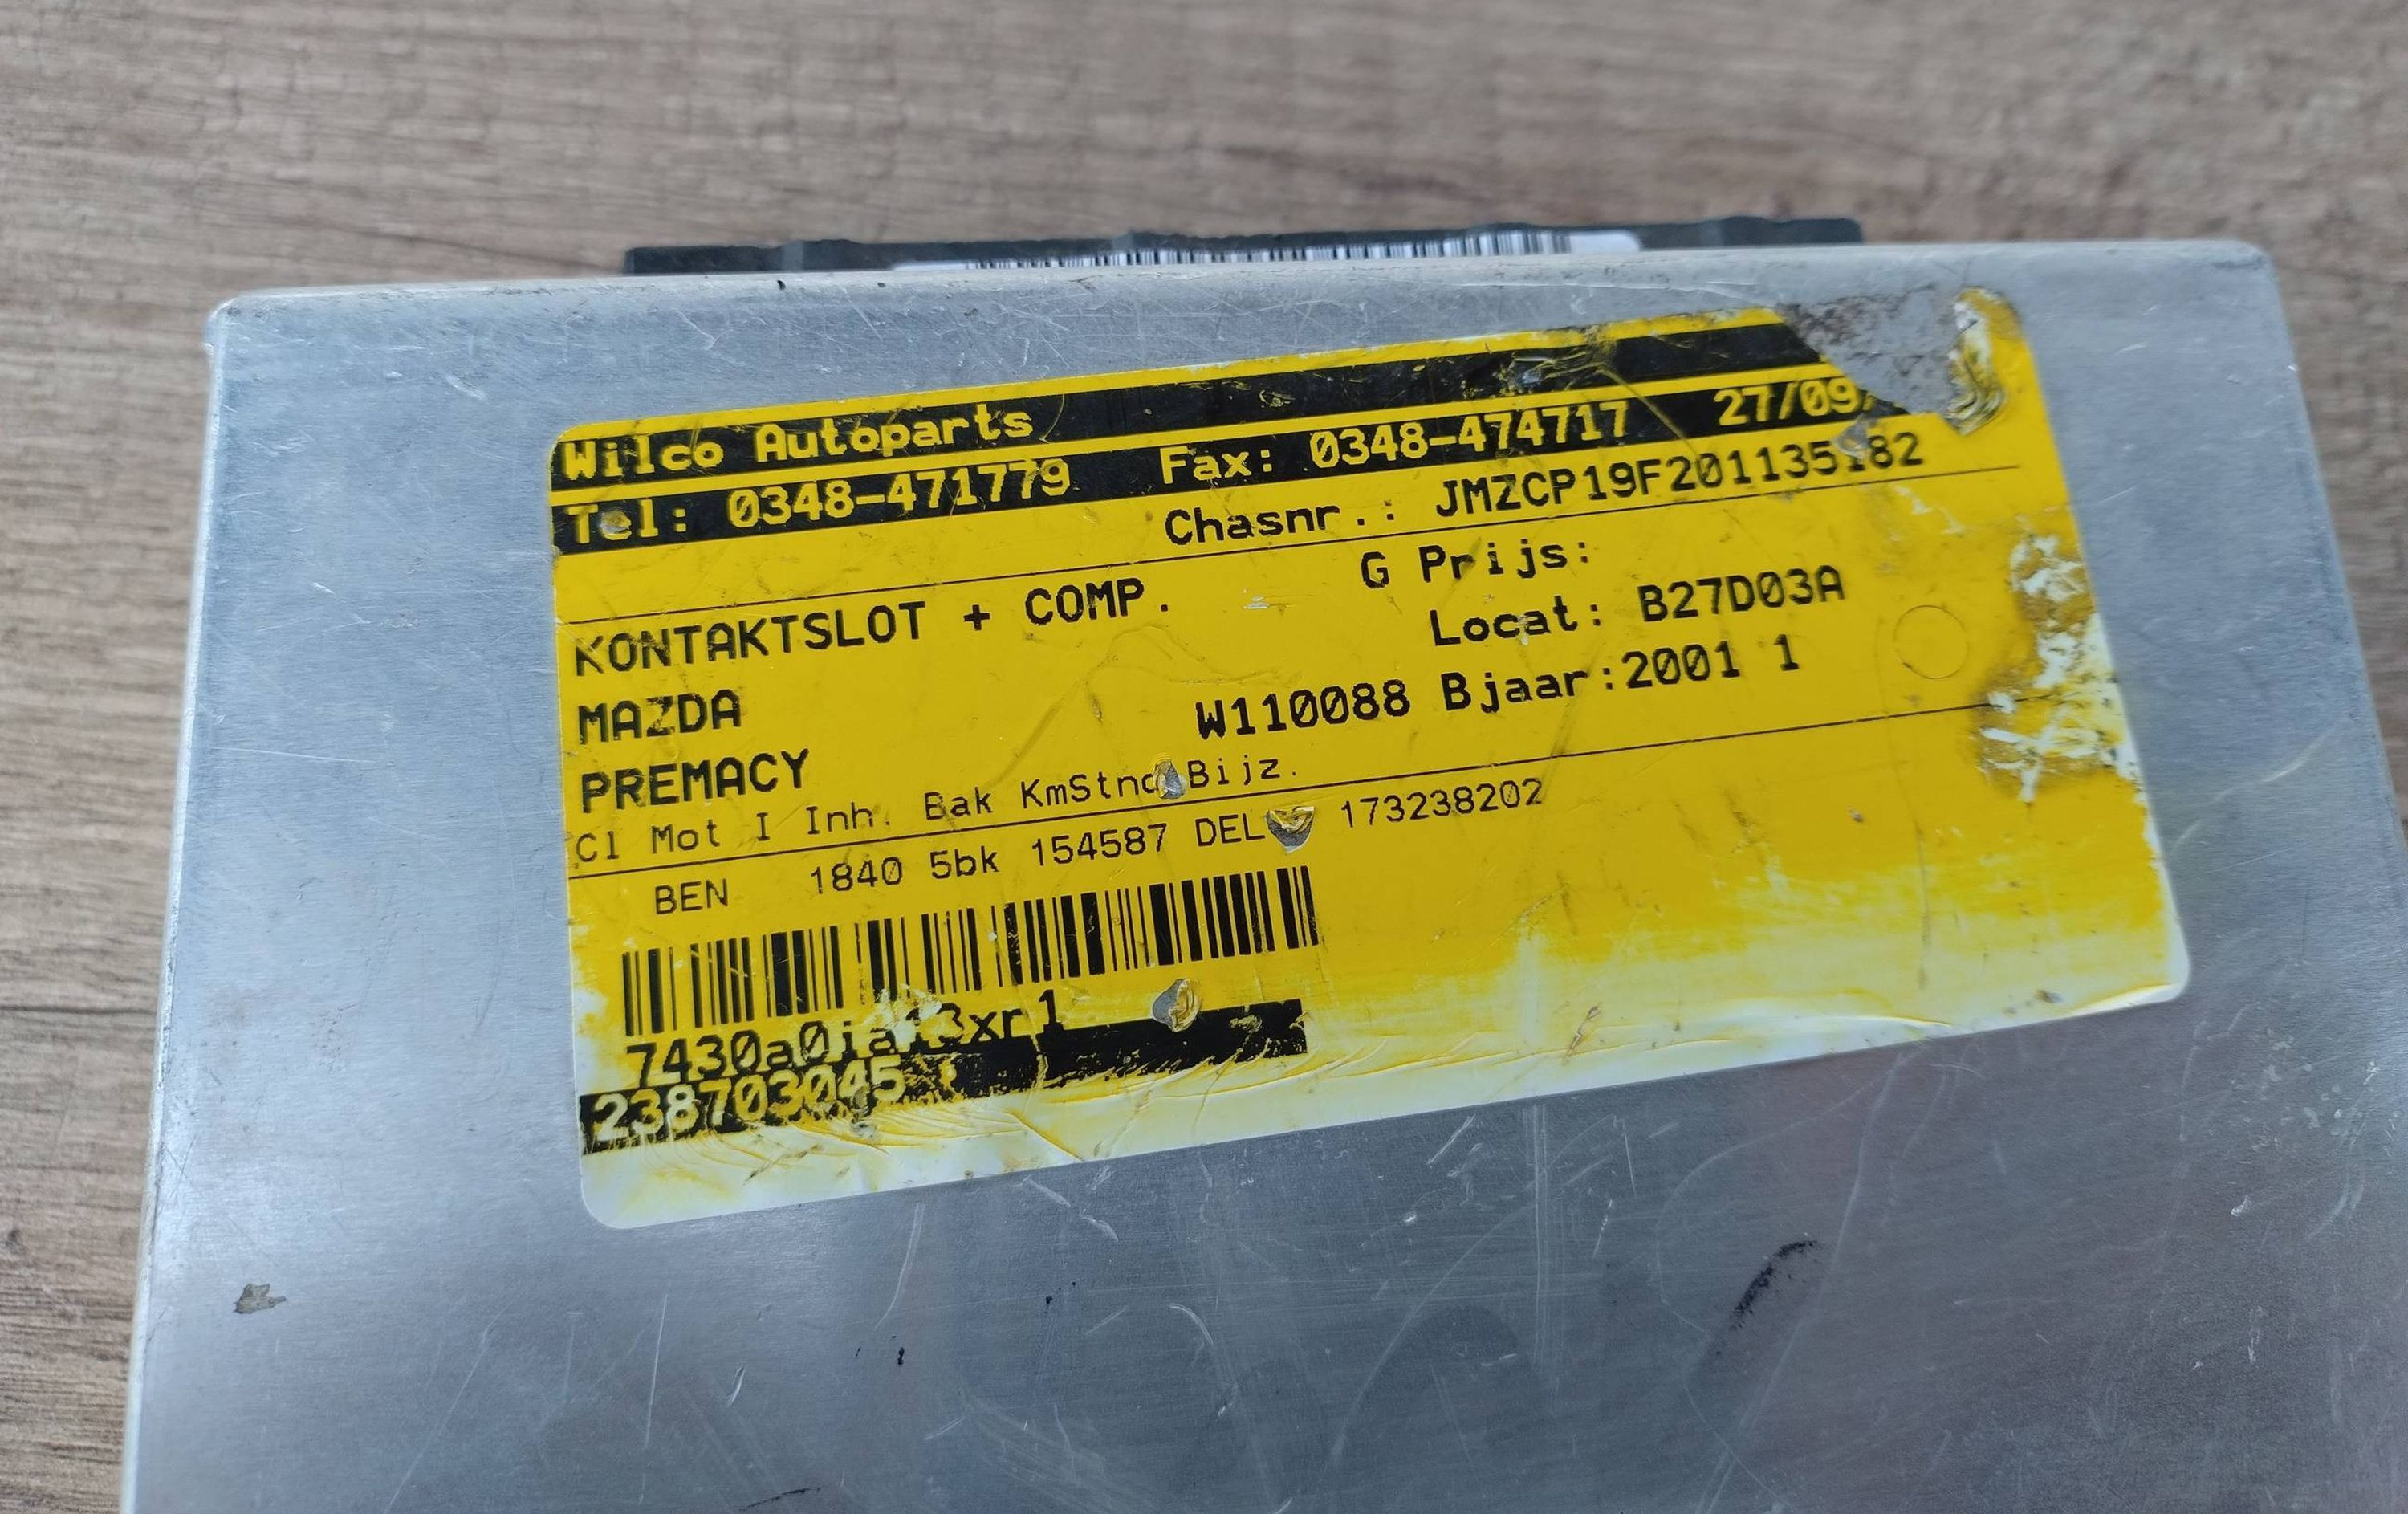 Wilco Autoparts
Tel: 0348-471779 Fax: 0348-474717 27/09/
Chasnr.: JMZCP19F201135182
KONTAKTSLOT + COMP. G Prijs:
MAZDA Locat: B27D03A
PREMACY W110088 Bjaar:2001 1
Cl Mot I Inh. Bak KmStnd Bijz.
BEN 1840 5bk 154587 DEL 173238202
7430a0ja13xr1
238703045